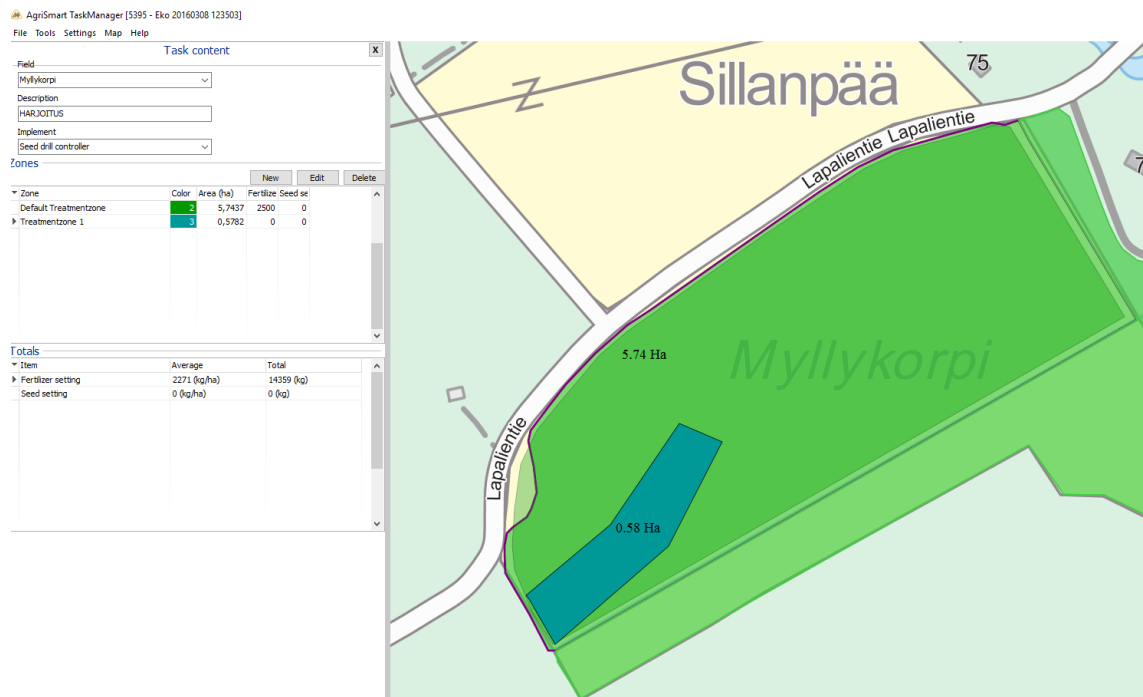 AgriSmart TaskManager [5395 - Eko 20160308 123503]
File Tools Settings Map Help
Task content X
Field
Myllykorpi
Description
HARJOITUS
Implement
Seed drill controller
Zones
New Edit Delete
Zone Color Area (ha) Fertilize Seed se
Default Treatmentzone 2 5,7437 2500 0
Treatmentzone 1 3 0,5782 0 0
Totals
Item Average Total
Fertilizer setting 2271 (kg/ha) 14359 (kg)
Seed setting 0 (kg/ha) 0 (kg)
75
Sillanpää
Lapalientie Lapalientie
7
5.74 Ha
Myllykorpi
Lapalientie
0.58 Ha